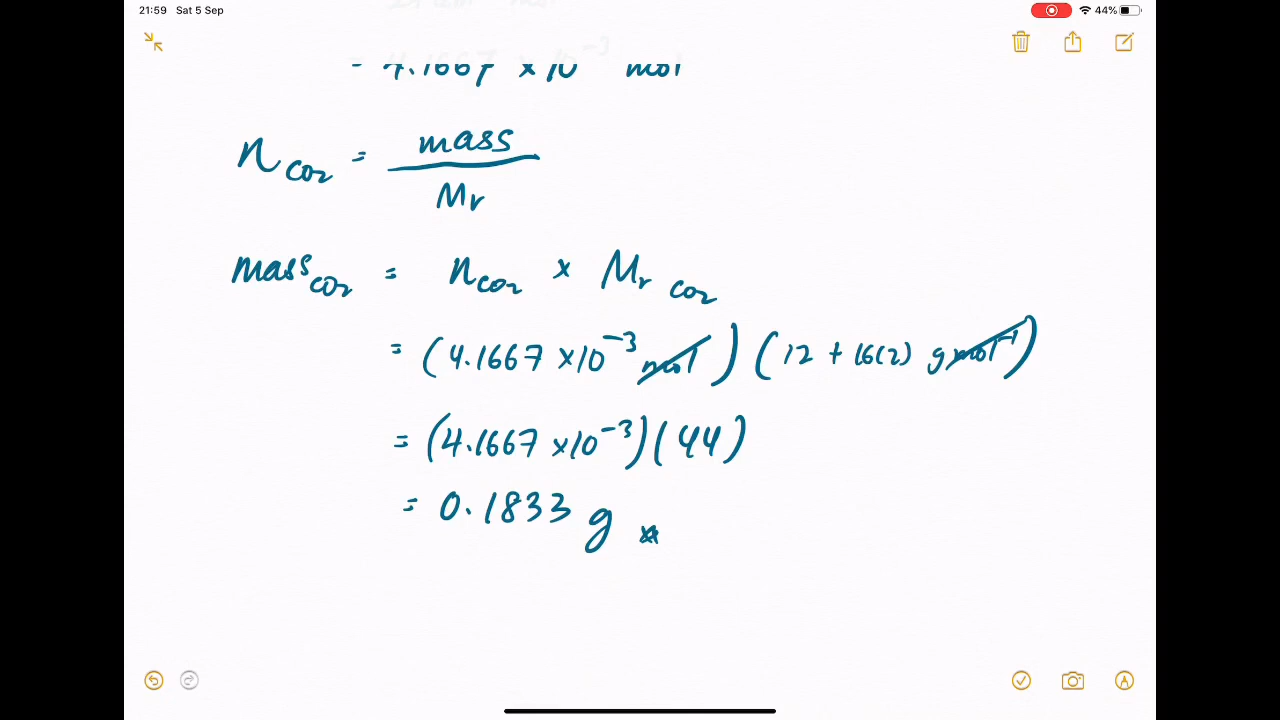 21:59 Sat 5 Sep 44%
= 4.1667 × 10⁻³ mol
n CO₂ = mass / Mr
mass CO₂ = n CO₂ × Mr CO₂
= (4.1667 × 10⁻³ mol) (12 + 16(2) g mol⁻¹)
= (4.1667 × 10⁻³)(44)
= 0.1833 g